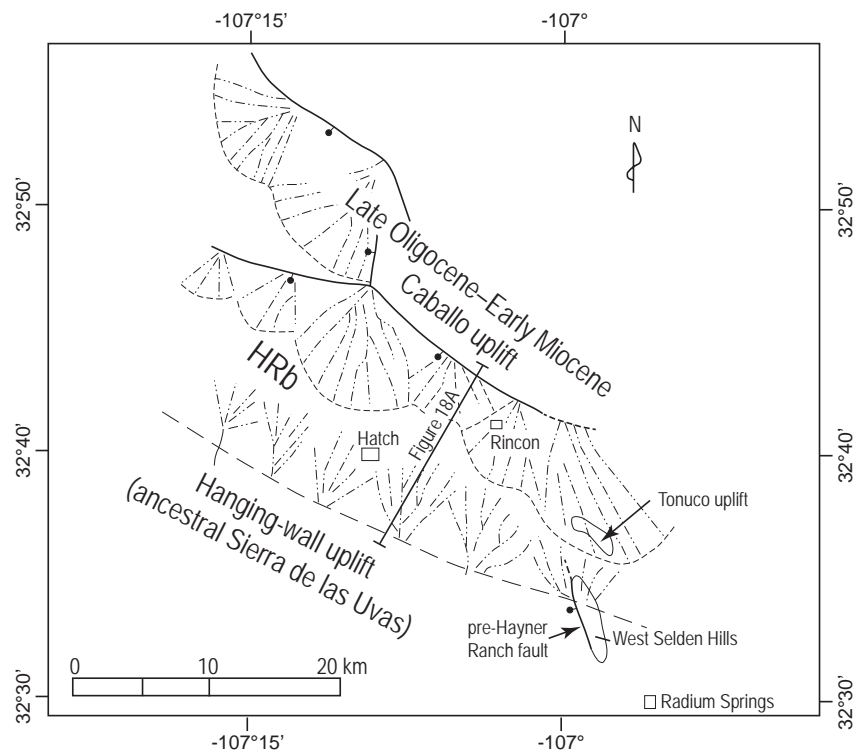 -107°15'
-107°
N
32°50'
32°50'
Late Oligocene–Early Miocene
Caballo uplift
HRb
Figure 18A
Hatch
Rincon
32°40'
32°40'
Hanging-wall uplift
(ancestral Sierra de las Uvas)
Tonuco uplift
pre-Hayner
Ranch fault
West Selden Hills
0 10 20 km
Radium Springs
32°30'
32°30'
-107°15'
-107°